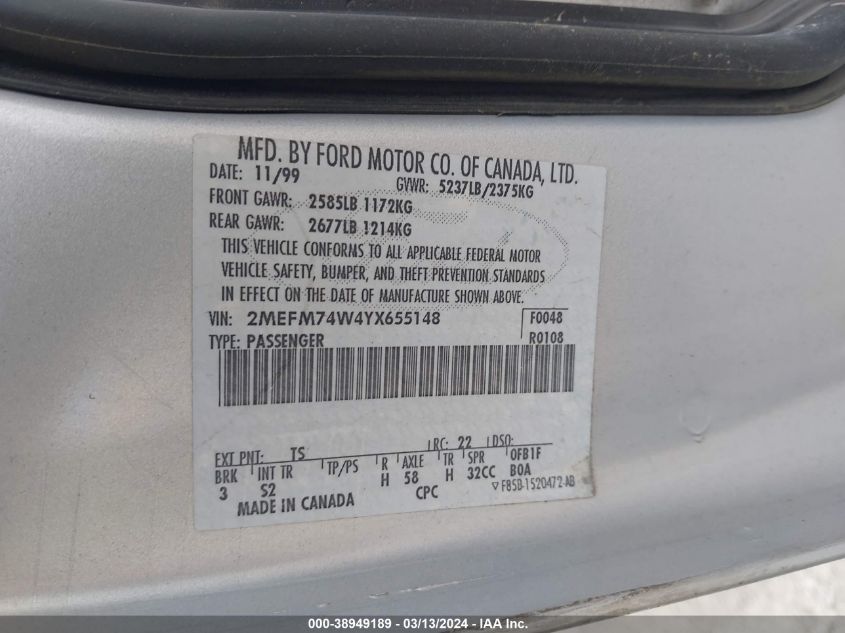 MFD. BY FORD MOTOR CO. OF CANADA, LTD.
DATE: 11/99 GVWR: 5237LB/2375KG
FRONT GAWR: 2585LB 1172KG
REAR GAWR: 2677LB 1214KG
THIS VEHICLE CONFORMS TO ALL APPLICABLE FEDERAL MOTOR
VEHICLE SAFETY, BUMPER, AND THEFT PREVENTION STANDARDS
IN EFFECT ON THE DATE OF MANUFACTURE SHOWN ABOVE.
VIN: 2MEFM74W4YX655148 F0048
TYPE: PASSENGER R0108
EXT PNT: TS RC: 22 DSO:
BRK INT TR TP/PS R AXLE TR SPR 0FB1F
3 S2 H 58 H 32CC B0A
MADE IN CANADA CPC F85B-1520472-AB
000-38949189 - 03/13/2024 - IAA Inc.